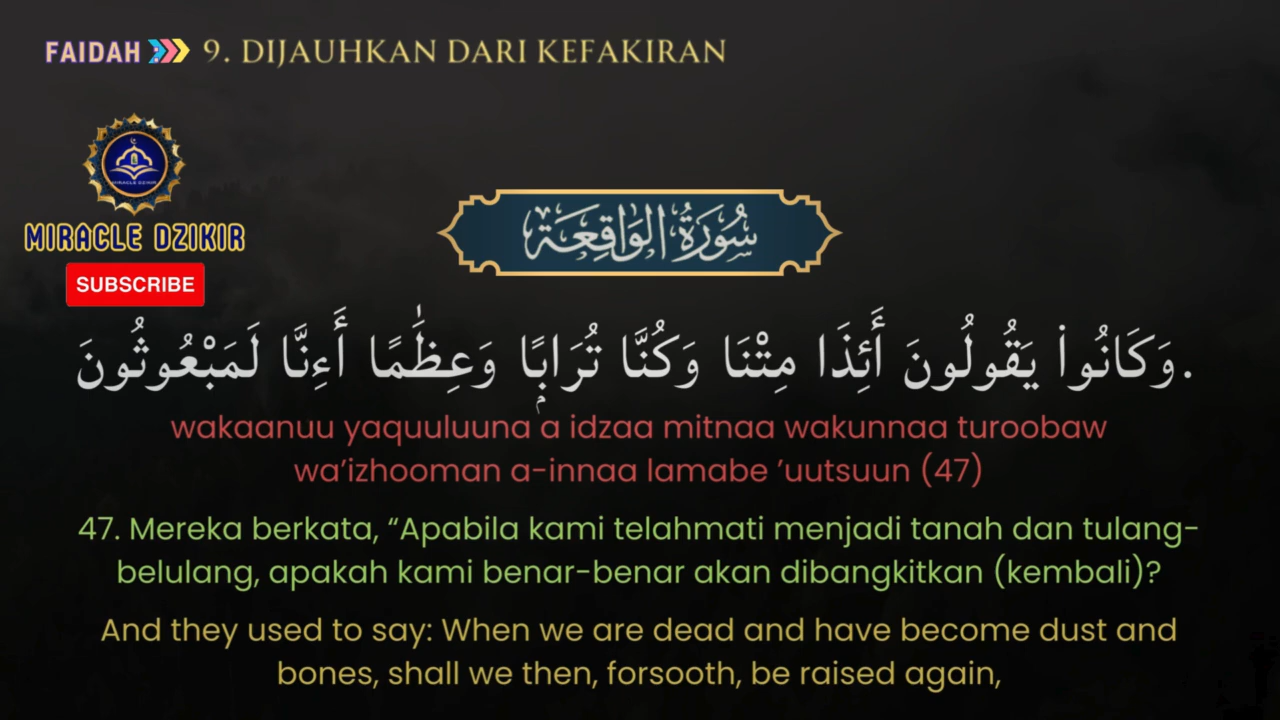 FAIDAH 9. DIJAUHKAN DARI KEFAKIRAN
MIRACLE DZIKIR
MIRACLE DZIKIR
SUBSCRIBE
سُورَةُ الوَاقِعَة
وَكَانُوا۟ يَقُولُونَ أَئِذَا مِتْنَا وَكُنَّا تُرَابًۭا وَعِظَٰمًا أَءِنَّا لَمَبْعُوثُونَ.
wakaanuu yaquuluuna a idzaa mitnaa wakunnaa turoobaw
wa’izhooman a-innaa lamabe ’uutsuun (47)
47. Mereka berkata, “Apabila kami telahmati menjadi tanah dan tulang-
belulang, apakah kami benar-benar akan dibangkitkan (kembali)?
And they used to say: When we are dead and have become dust and
bones, shall we then, forsooth, be raised again,